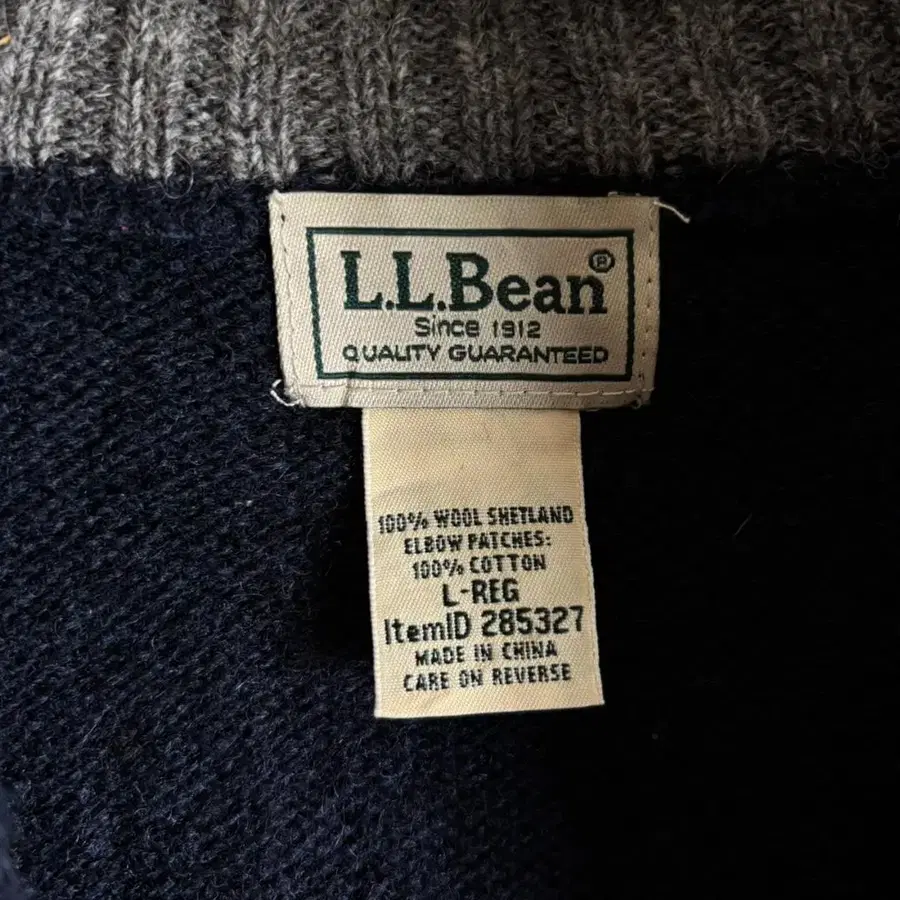 L.L.Bean®
Since 1912
QUALITY GUARANTEED
100% WOOL SHETLAND
ELBOW PATCHES:
100% COTTON
L-REG
ItemID 285327
MADE IN CHINA
CARE ON REVERSE